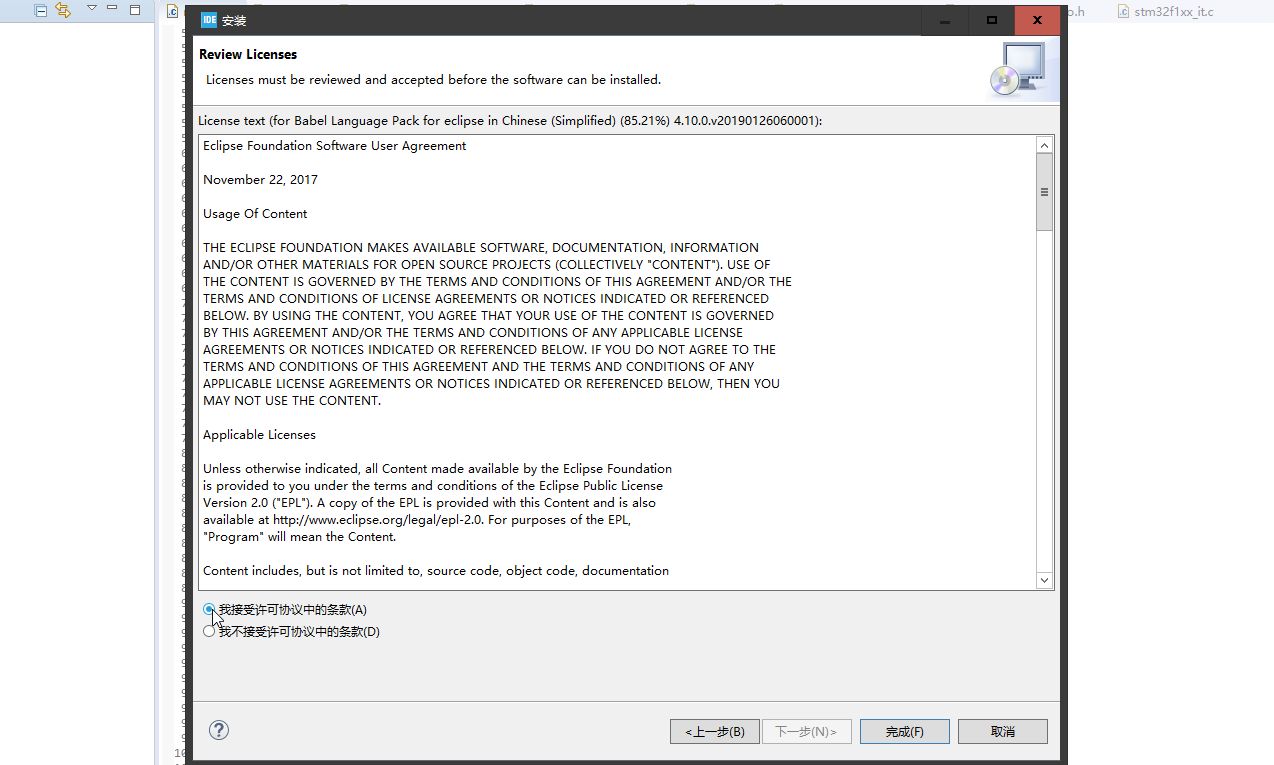 IDE 安装
stm32f1xx_it.c
Review Licenses
Licenses must be reviewed and accepted before the software can be installed.
License text (for Babel Language Pack for eclipse in Chinese (Simplified) (85.21%) 4.10.0.v20190126060001):
Eclipse Foundation Software User Agreement
November 22, 2017
Usage Of Content
THE ECLIPSE FOUNDATION MAKES AVAILABLE SOFTWARE, DOCUMENTATION, INFORMATION
AND/OR OTHER MATERIALS FOR OPEN SOURCE PROJECTS (COLLECTIVELY "CONTENT"). USE OF
THE CONTENT IS GOVERNED BY THE TERMS AND CONDITIONS OF THIS AGREEMENT AND/OR THE
TERMS AND CONDITIONS OF LICENSE AGREEMENTS OR NOTICES INDICATED OR REFERENCED
BELOW. BY USING THE CONTENT, YOU AGREE THAT YOUR USE OF THE CONTENT IS GOVERNED
BY THIS AGREEMENT AND/OR THE TERMS AND CONDITIONS OF ANY APPLICABLE LICENSE
AGREEMENTS OR NOTICES INDICATED OR REFERENCED BELOW. IF YOU DO NOT AGREE TO THE
TERMS AND CONDITIONS OF THIS AGREEMENT AND THE TERMS AND CONDITIONS OF ANY
APPLICABLE LICENSE AGREEMENTS OR NOTICES INDICATED OR REFERENCED BELOW, THEN YOU
MAY NOT USE THE CONTENT.
Applicable Licenses
Unless otherwise indicated, all Content made available by the Eclipse Foundation
is provided to you under the terms and conditions of the Eclipse Public License
Version 2.0 ("EPL"). A copy of the EPL is provided with this Content and is also
available at http://www.eclipse.org/legal/epl-2.0. For purposes of the EPL,
"Program" will mean the Content.
Content includes, but is not limited to, source code, object code, documentation
我接受许可协议中的条款(A)
我不接受许可协议中的条款(D)
<上一步(B)
下一步(N)>
完成(F)
取消